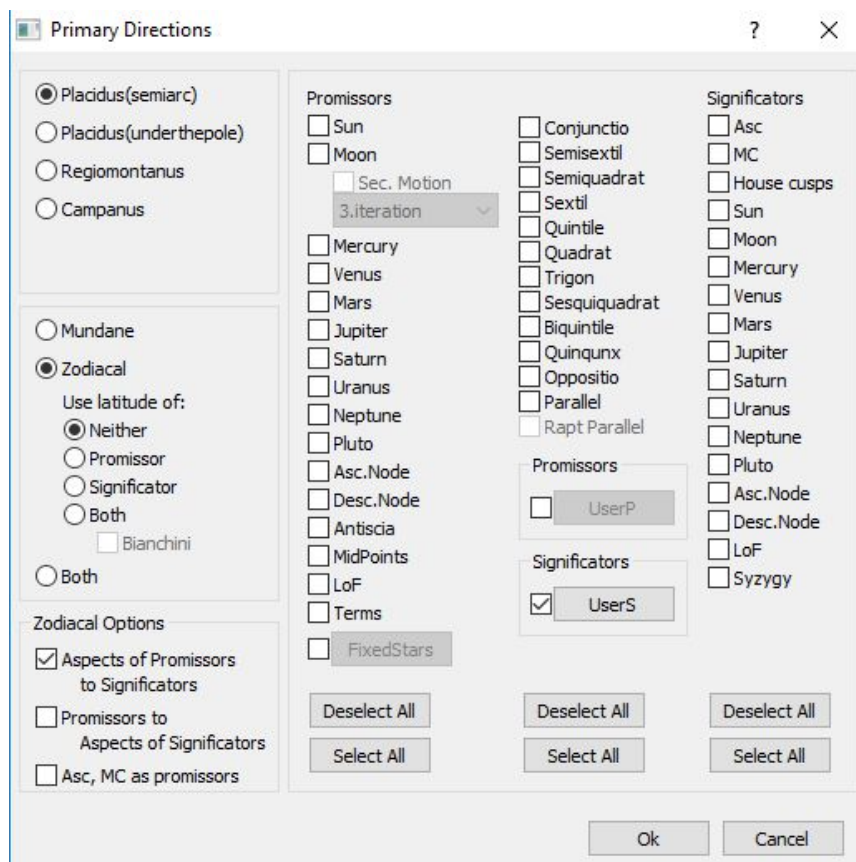 Primary Directions
Placidus(semiarc)
Placidus(underthepole)
Regiomontanus
Campanus
Mundane
Zodiacal
Use latitude of:
Neither
Promissor
Significator
Both
Bianchini
Both
Zodiacal Options
Aspects of Promissors
to Significators
Promissors to
Aspects of Significators
Asc, MC as promissors
Promissors
Sun
Moon
Sec. Motion
3.iteration
Mercury
Venus
Mars
Jupiter
Saturn
Uranus
Neptune
Pluto
Asc.Node
Desc.Node
Antiscia
MidPoints
LoF
Terms
FixedStars
Deselect All
Select All
Conjunctio
Semisextil
Semiquadrat
Sextil
Quintile
Quadrat
Trigon
Sesquiquadrat
Biquintile
Quinqunx
Oppositio
Parallel
Rapt Parallel
Promissors
UserP
Significators
UserS
Deselect All
Select All
Significators
Asc
MC
House cusps
Sun
Moon
Mercury
Venus
Mars
Jupiter
Saturn
Uranus
Neptune
Pluto
Asc.Node
Desc.Node
LoF
Syzygy
Deselect All
Select All
Ok
Cancel